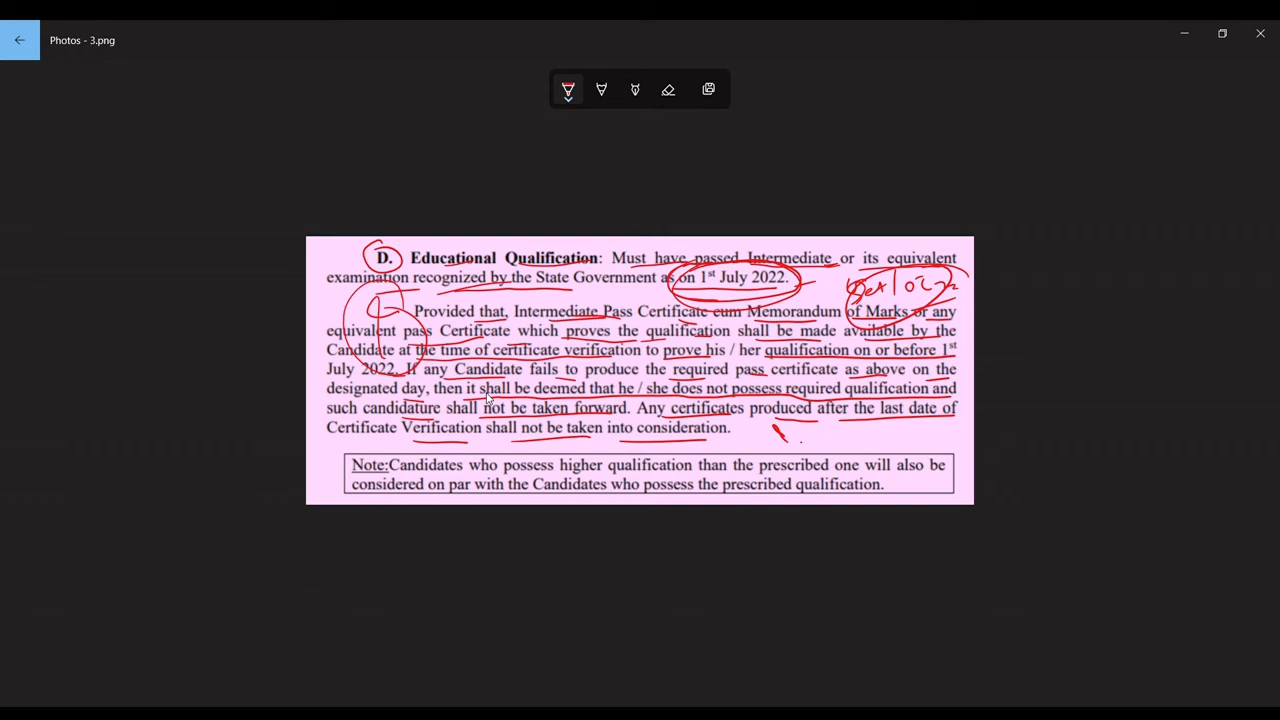 Photos - 3.png
D. Educational Qualification: Must have passed Intermediate or its equivalent
examination recognized by the State Government as on 1st July 2022.
Provided that, Intermediate Pass Certificate cum Memorandum of Marks or any
equivalent pass Certificate which proves the qualification shall be made available by the
Candidate at the time of certificate verification to prove his / her qualification on or before 1st
July 2022. If any Candidate fails to produce the required pass certificate as above on the
designated day, then it shall be deemed that he / she does not possess required qualification and
such candidature shall not be taken forward. Any certificates produced after the last date of
Certificate Verification shall not be taken into consideration.
Note:Candidates who possess higher qualification than the prescribed one will also be
considered on par with the Candidates who possess the prescribed qualification.